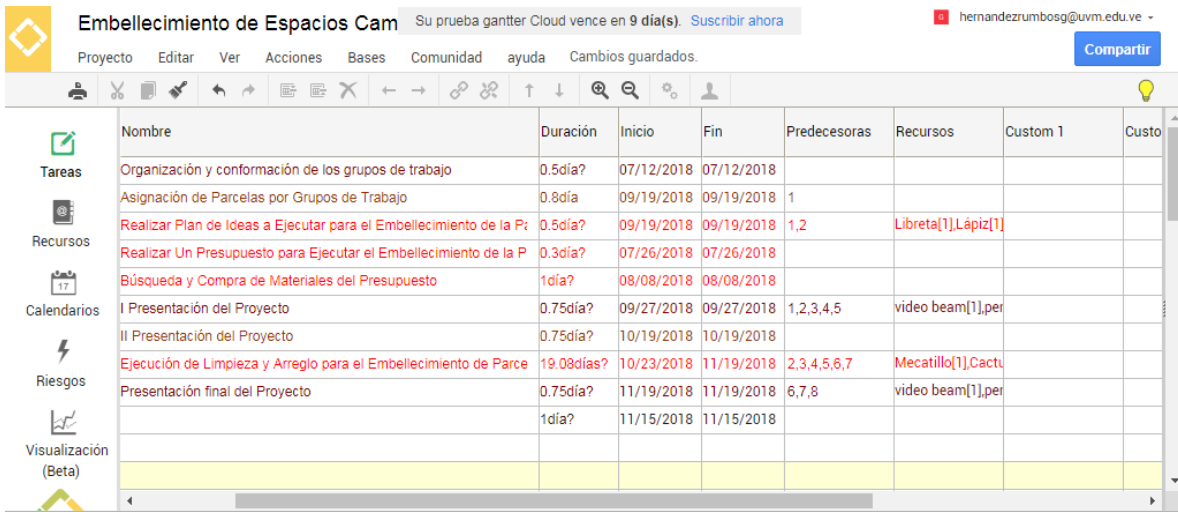 Embellecimiento de Espacios Cam
Su prueba gantter Cloud vence en 9 día(s). Suscribir ahora
G hernandezrumbosg@uvm.edu.ve
Proyecto Editar Ver Acciones Bases Comunidad ayuda Cambios guardados.
Compartir
Nombre Duración Inicio Fin Predecesoras Recursos Custom 1 Custo
Tareas
Organización y conformación de los grupos de trabajo 0.5día? 07/12/2018 07/12/2018
Asignación de Parcelas por Grupos de Trabajo 0.8día 09/19/2018 09/19/2018 1
Realizar Plan de Ideas a Ejecutar para el Embellecimiento de la Pa 0.5día? 09/19/2018 09/19/2018 1,2 Libreta[1],Lápiz[1]
Recursos
Realizar Un Presupuesto para Ejecutar el Embellecimiento de la P 0.3día? 07/26/2018 07/26/2018
Búsqueda y Compra de Materiales del Presupuesto 1día? 08/08/2018 08/08/2018
17
Calendarios
I Presentación del Proyecto 0.75día? 09/27/2018 09/27/2018 1,2,3,4,5 video beam[1],per
II Presentación del Proyecto 0.75día? 10/19/2018 10/19/2018
Ejecución de Limpieza y Arreglo para el Embellecimiento de Parce 19.08días? 10/23/2018 11/19/2018 2,3,4,5,6,7 Mecatillo[1],Cactu
Riesgos
Presentación final del Proyecto 0.75día? 11/19/2018 11/19/2018 6,7,8 video beam[1],per
1día? 11/15/2018 11/15/2018
Visualización
(Beta)